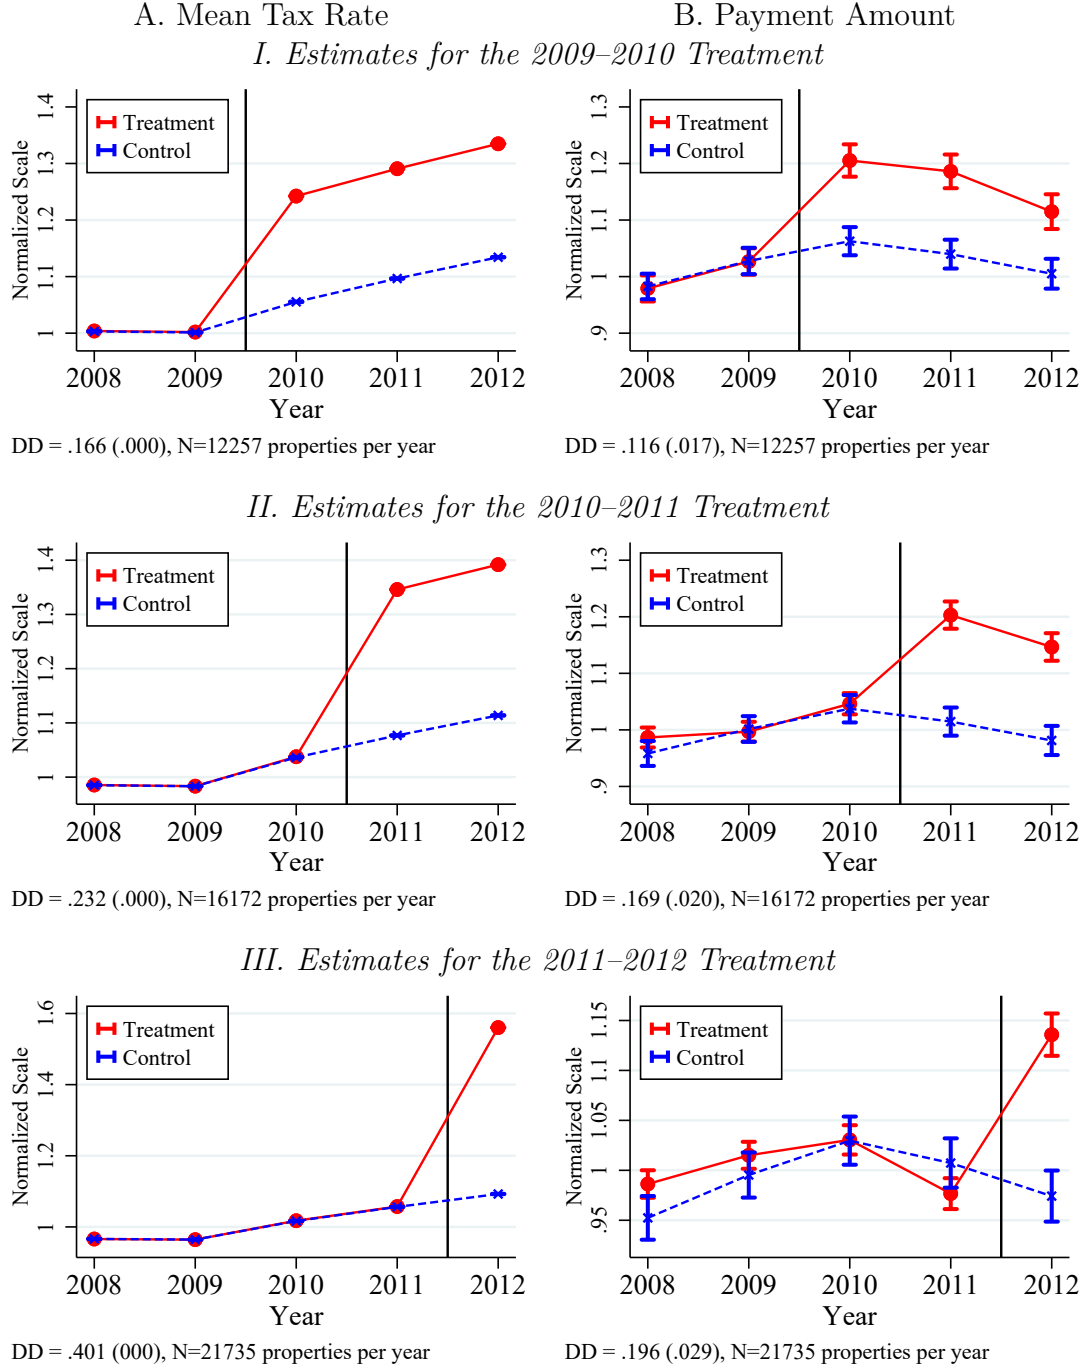 A. Mean Tax Rate
B. Payment Amount
I. Estimates for the 2009–2010 Treatment
Normalized Scale
1.4
1.3
1.2
1.1
1
Treatment
Control
2008 2009 2010 2011 2012
Year
DD = .166 (.000), N=12257 properties per year
Normalized Scale
1.3
1.2
1.1
1
.9
Treatment
Control
2008 2009 2010 2011 2012
Year
DD = .116 (.017), N=12257 properties per year
II. Estimates for the 2010–2011 Treatment
Normalized Scale
1.4
1.3
1.2
1.1
1
Treatment
Control
2008 2009 2010 2011 2012
Year
DD = .232 (.000), N=16172 properties per year
Normalized Scale
1.3
1.2
1.1
1
.9
Treatment
Control
2008 2009 2010 2011 2012
Year
DD = .169 (.020), N=16172 properties per year
III. Estimates for the 2011–2012 Treatment
Normalized Scale
1.6
1.4
1.2
1
Treatment
Control
2008 2009 2010 2011 2012
Year
DD = .401 (000), N=21735 properties per year
Normalized Scale
1.15
1.1
1.05
1
.95
Treatment
Control
2008 2009 2010 2011 2012
Year
DD = .196 (.029), N=21735 properties per year